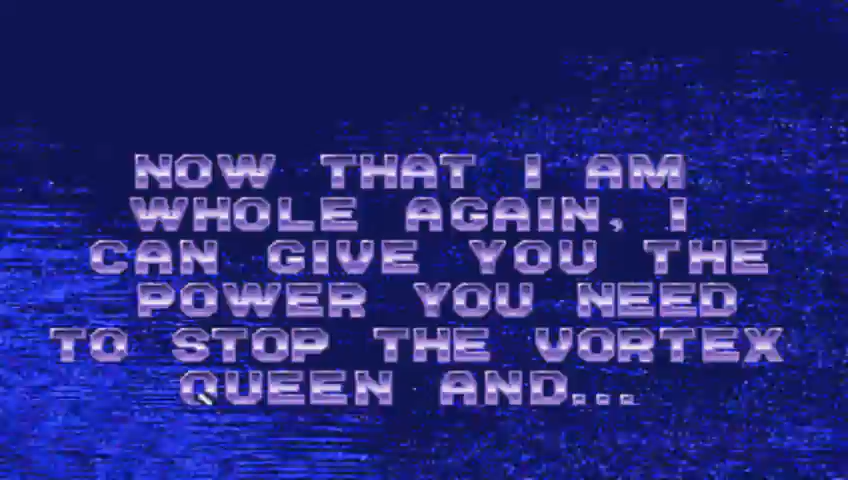 NOW THAT I AM
WHOLE AGAIN, I
CAN GIVE YOU THE
POWER YOU NEED
TO STOP THE VORTEX
QUEEN AND...